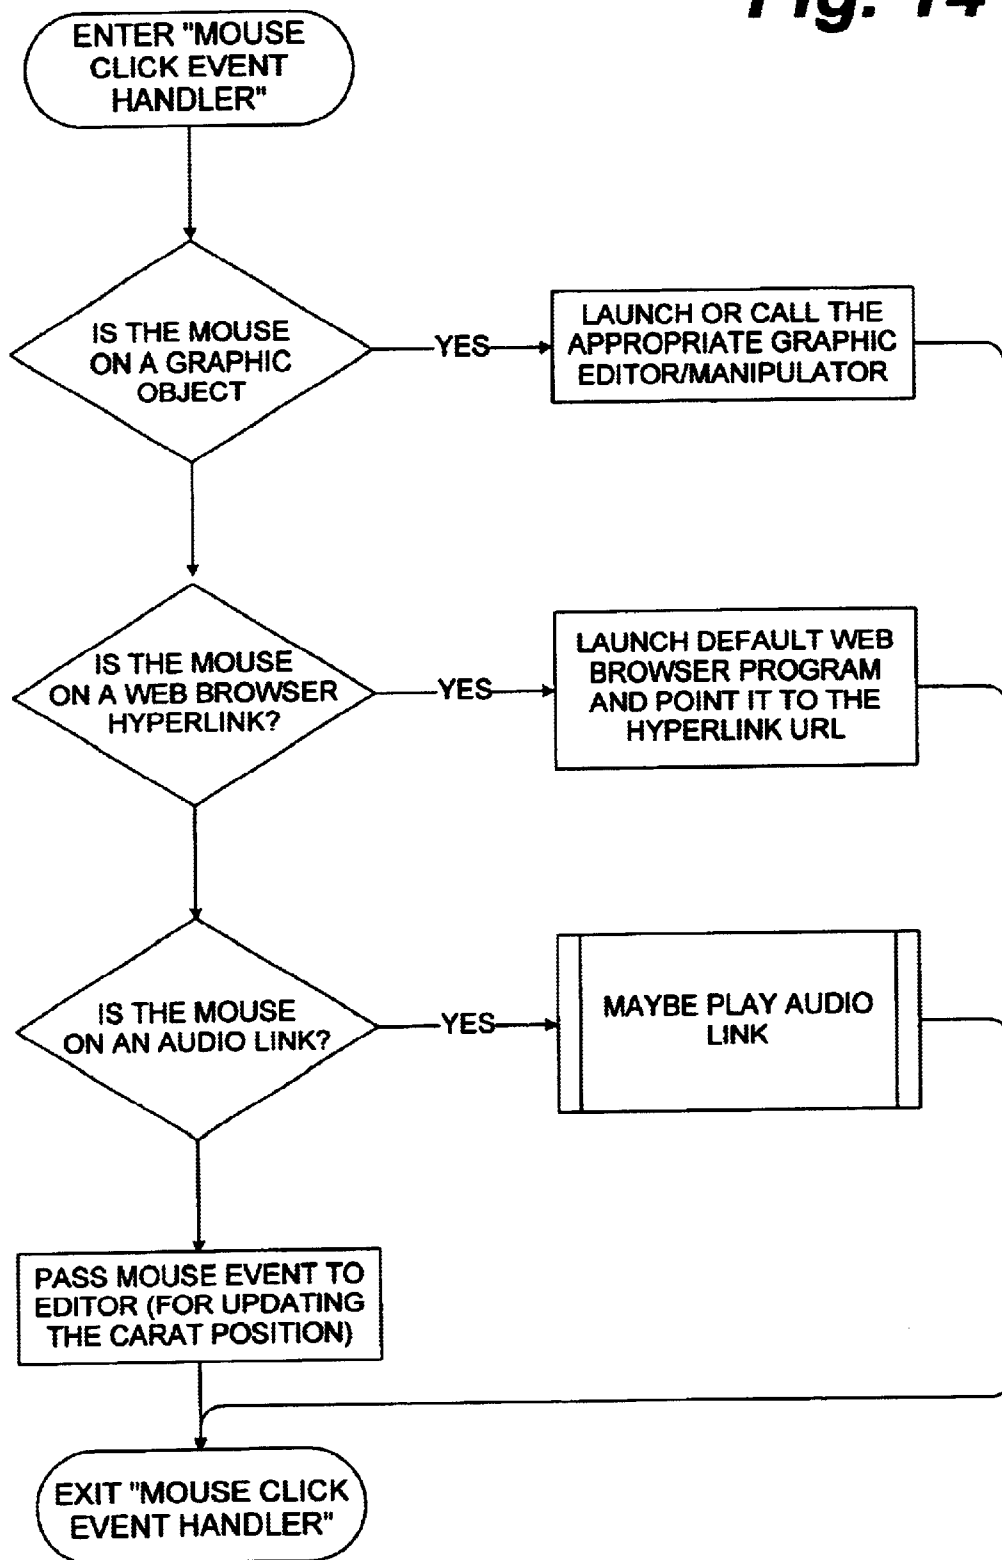 Fig. 14
ENTER "MOUSE
CLICK EVENT
HANDLER"
IS THE MOUSE
ON A GRAPHIC
OBJECT
YES
LAUNCH OR CALL THE
APPROPRIATE GRAPHIC
EDITOR/MANIPULATOR
IS THE MOUSE
ON A WEB BROWSER
HYPERLINK?
YES
LAUNCH DEFAULT WEB
BROWSER PROGRAM
AND POINT IT TO THE
HYPERLINK URL
IS THE MOUSE
ON AN AUDIO LINK?
YES
MAYBE PLAY AUDIO
LINK
PASS MOUSE EVENT TO
EDITOR (FOR UPDATING
THE CARAT POSITION)
EXIT "MOUSE CLICK
EVENT HANDLER"